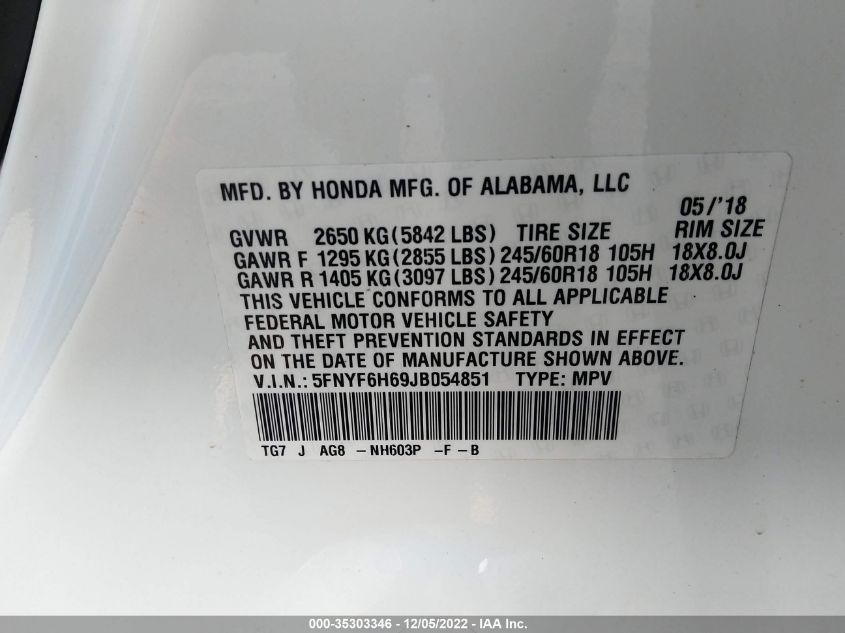 MFD. BY HONDA MFG. OF ALABAMA, LLC
05/'18
GVWR 2650 KG(5842 LBS) TIRE SIZE RIM SIZE
GAWR F 1295 KG(2855 LBS) 245/60R18 105H 18X8.0J
GAWR R 1405 KG(3097 LBS) 245/60R18 105H 18X8.0J
THIS VEHICLE CONFORMS TO ALL APPLICABLE
FEDERAL MOTOR VEHICLE SAFETY
AND THEFT PREVENTION STANDARDS IN EFFECT
ON THE DATE OF MANUFACTURE SHOWN ABOVE.
V.I.N.: 5FNYF6H69JB054851 TYPE: MPV
TG7 J AG8 -NH603P -F-B
000-35303346 - 12/05/2022 - IAA Inc.